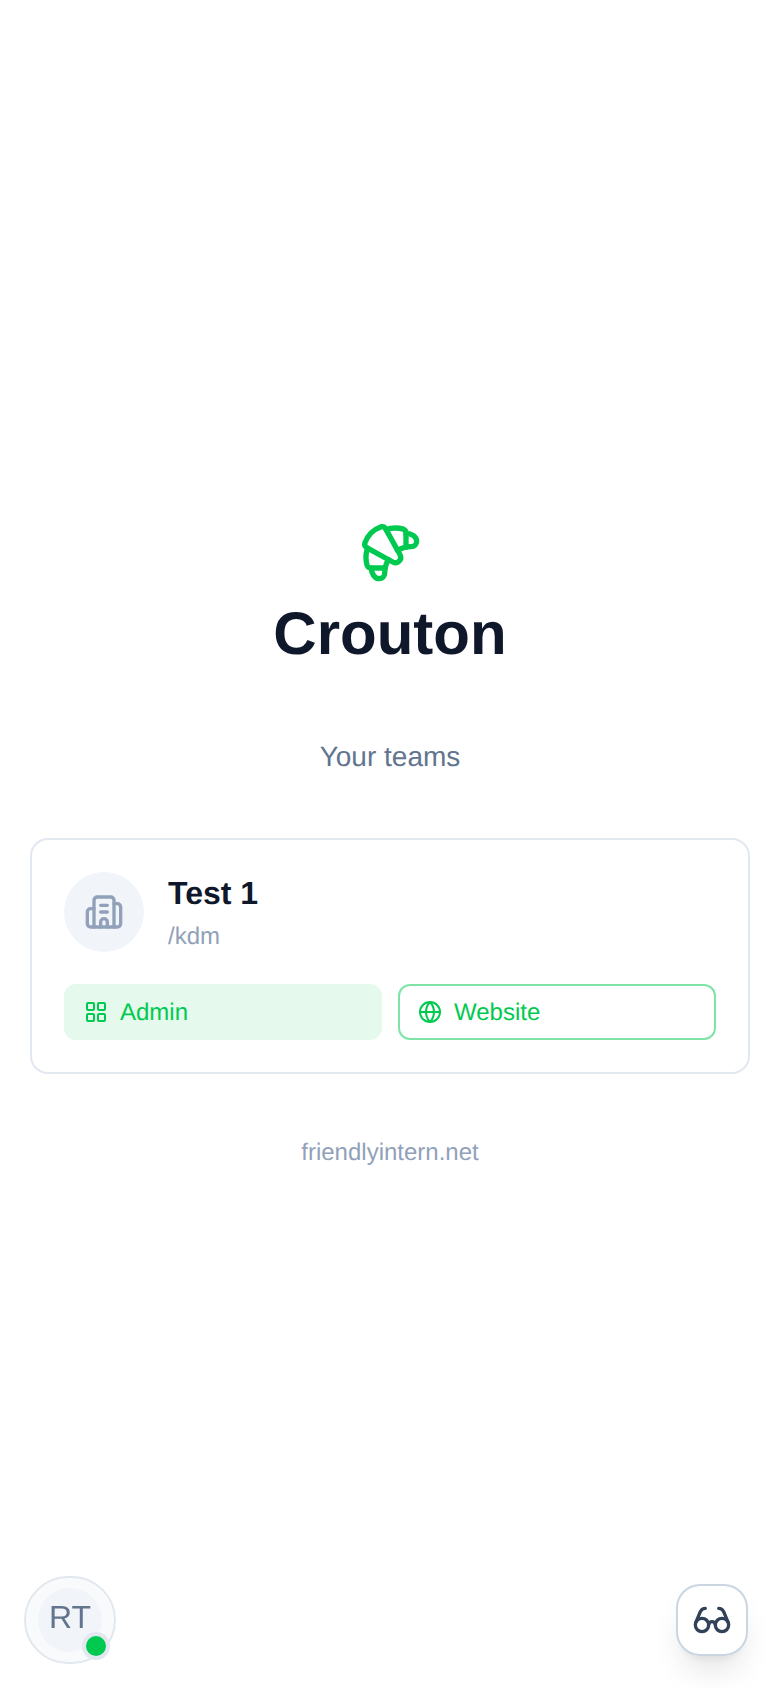 Crouton
Your teams
Test 1
/kdm
Admin
Website
friendlyintern.net
RT